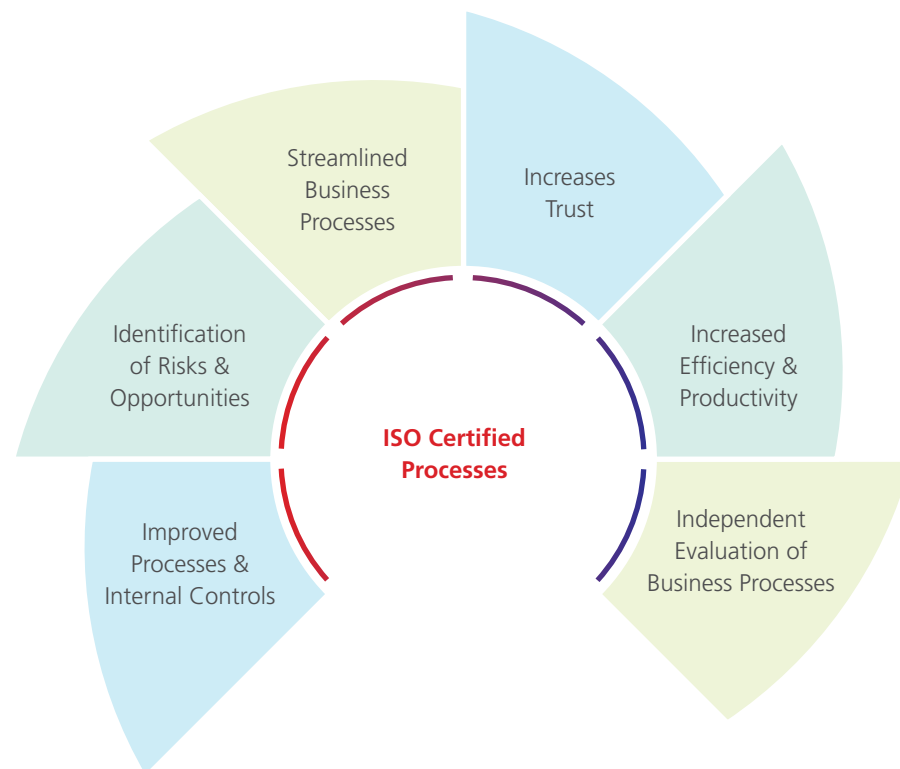 Streamlined
Business
Processes
Increases
Trust
Identification
of Risks &
Opportunities
Increased
Efficiency &
Productivity
ISO Certified
Processes
Improved
Processes &
Internal Controls
Independent
Evaluation of
Business Processes